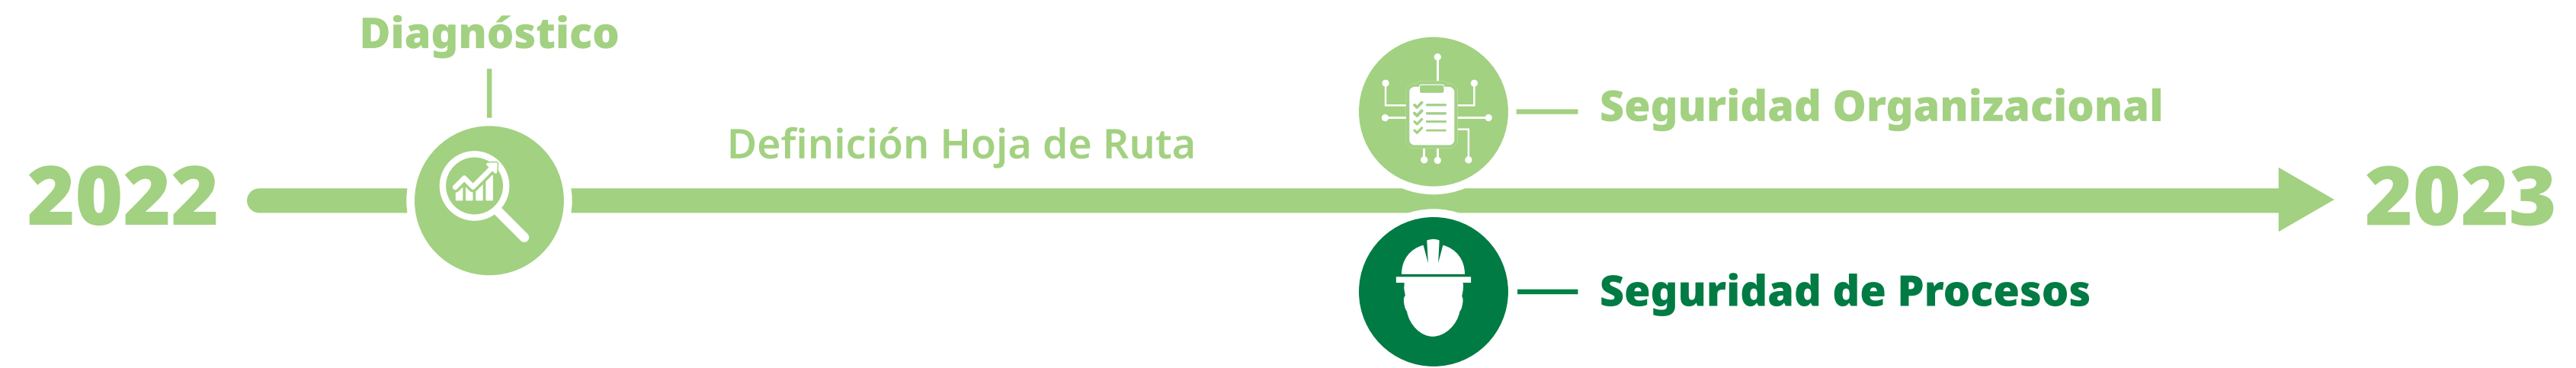 Diagnóstico
Seguridad Organizacional
Definición Hoja de Ruta
2022
2023
Seguridad de Procesos